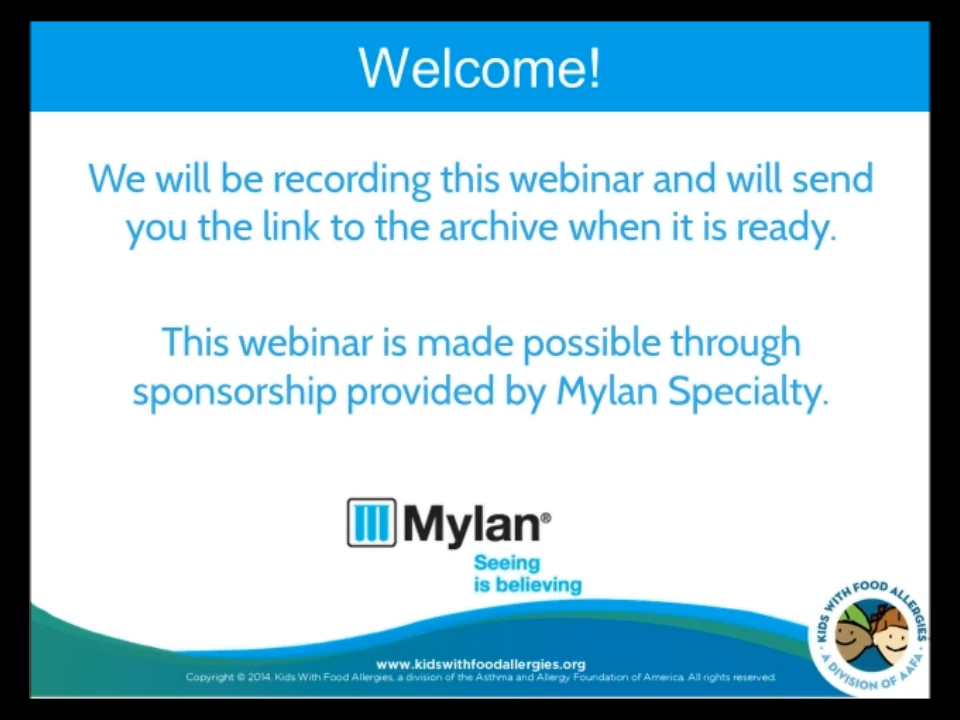 Welcome!
We will be recording this webinar and will send
you the link to the archive when it is ready.
This webinar is made possible through
sponsorship provided by Mylan Specialty.
Mylan®
Seeing
is believing
KIDS WITH FOOD ALLERGIES
A DIVISION OF AAFA
www.kidswithfoodallergies.org
Copyright © 2014. Kids With Food Allergies, a division of the Asthma and Allergy Foundation of America. All rights reserved.